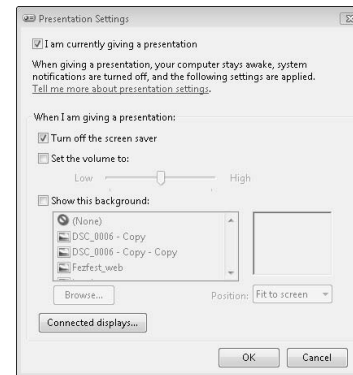 Presentation Settings
I am currently giving a presentation
When giving a presentation, your computer stays awake, system
notifications are turned off, and the following settings are applied.
Tell me more about presentation settings.
When I am giving a presentation:
Turn off the screen saver
Set the volume to:
Low High
Show this background:
(None)
DSC_0006 - Copy
DSC_0006 - Copy - Copy
Fezfest_web
Browse... Position: Fit to screen
Connected displays...
OK Cancel